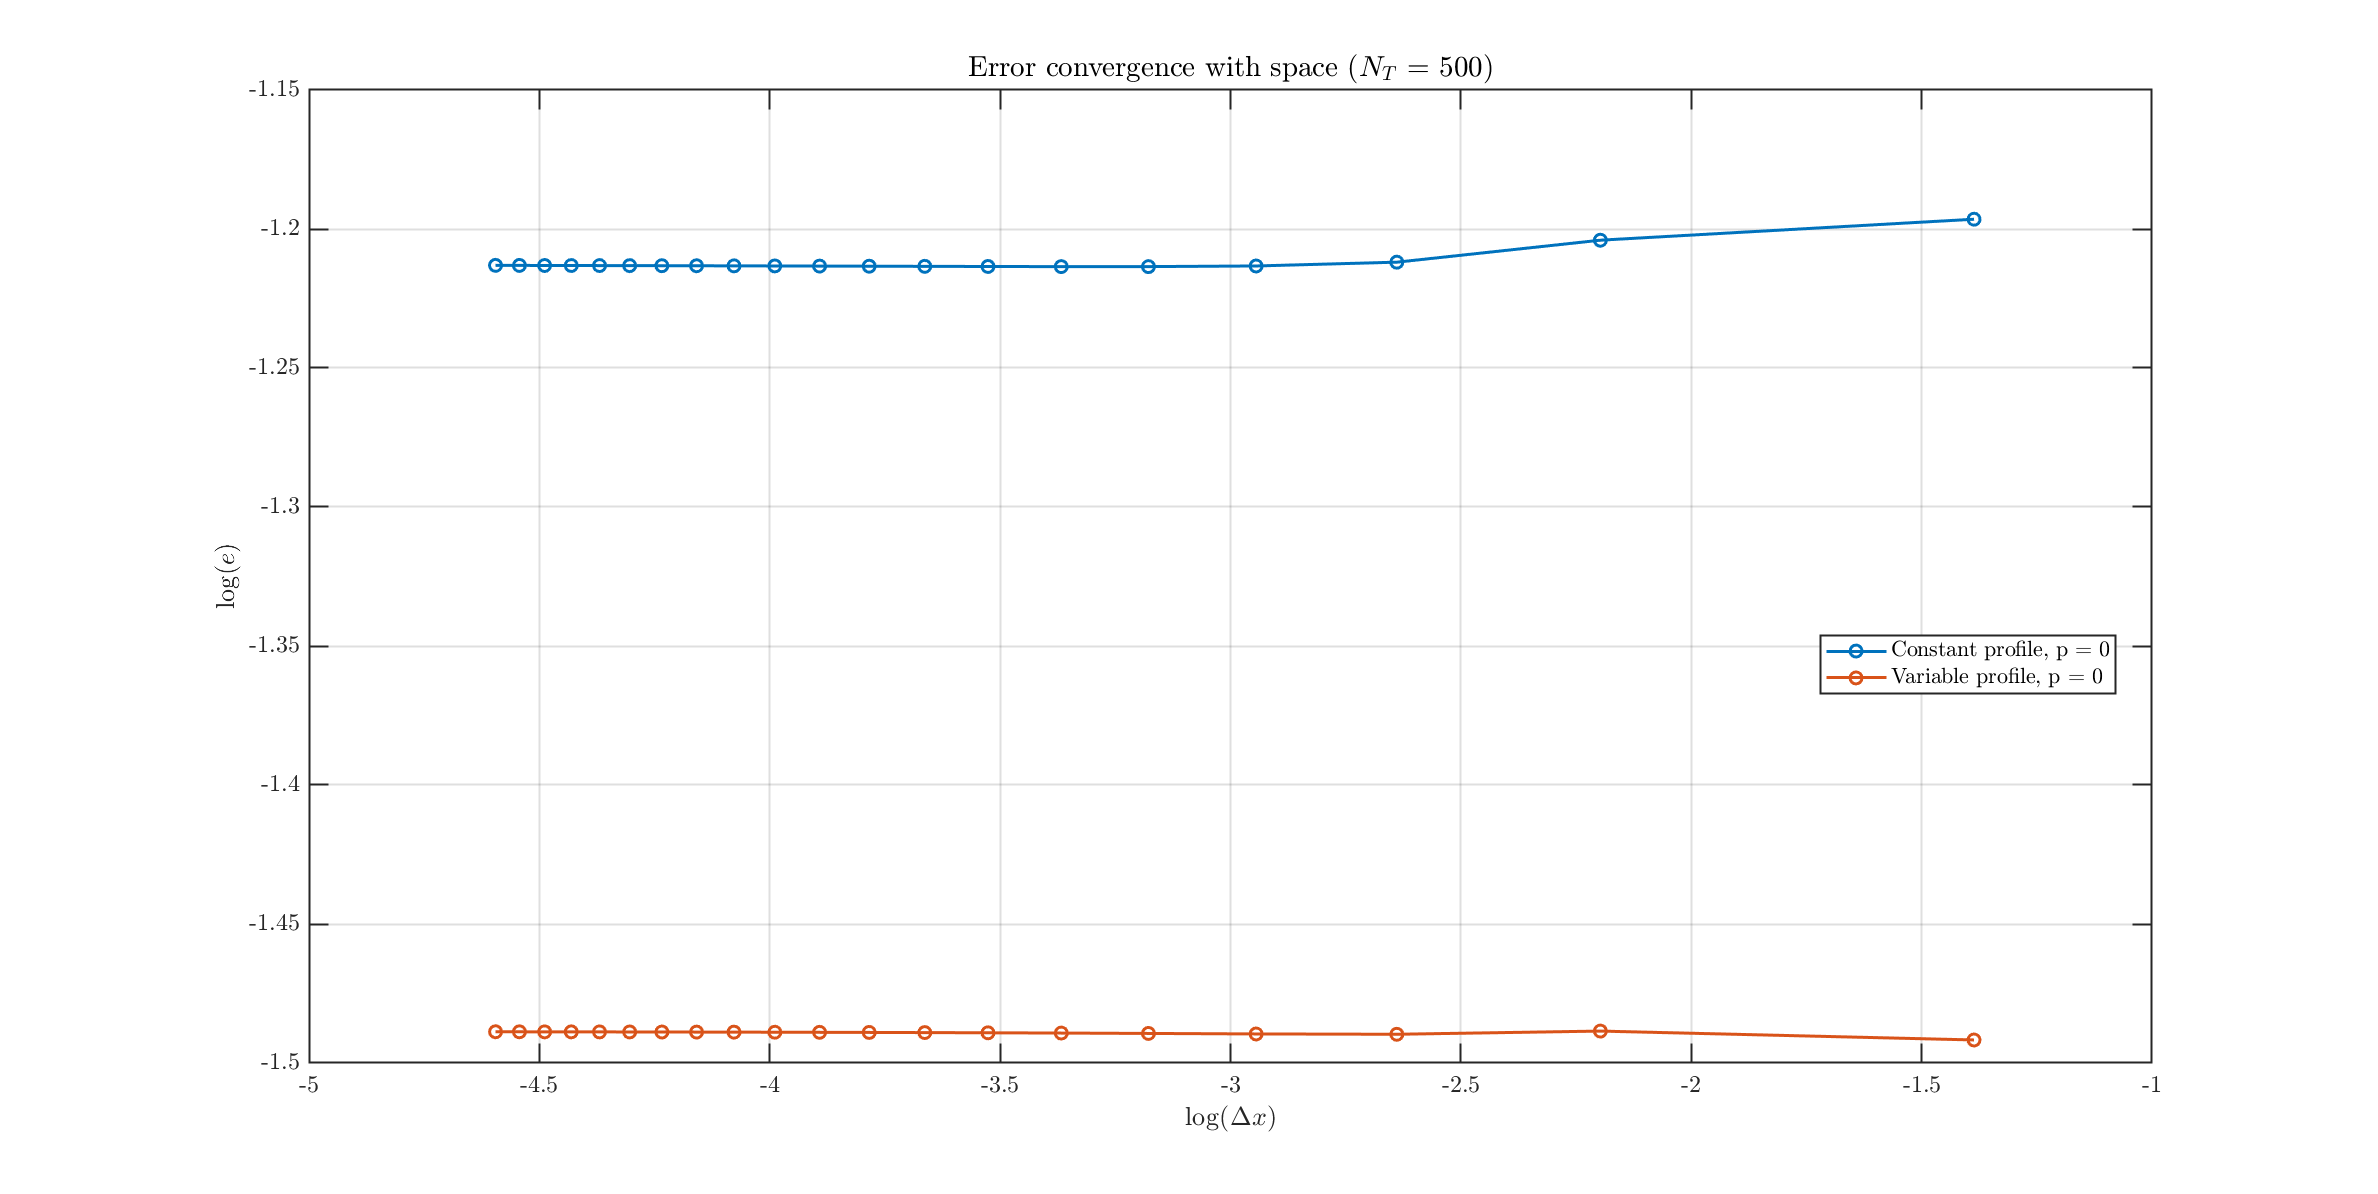 Error convergence with space (N_T = 500)
-1.15
-1.2
-1.25
-1.3
-1.35
-1.4
-1.45
-1.5
log(e)
Constant profile, p = 0
Variable profile, p = 0
-5 -4.5 -4 -3.5 -3 -2.5 -2 -1.5 -1
log(Δx)